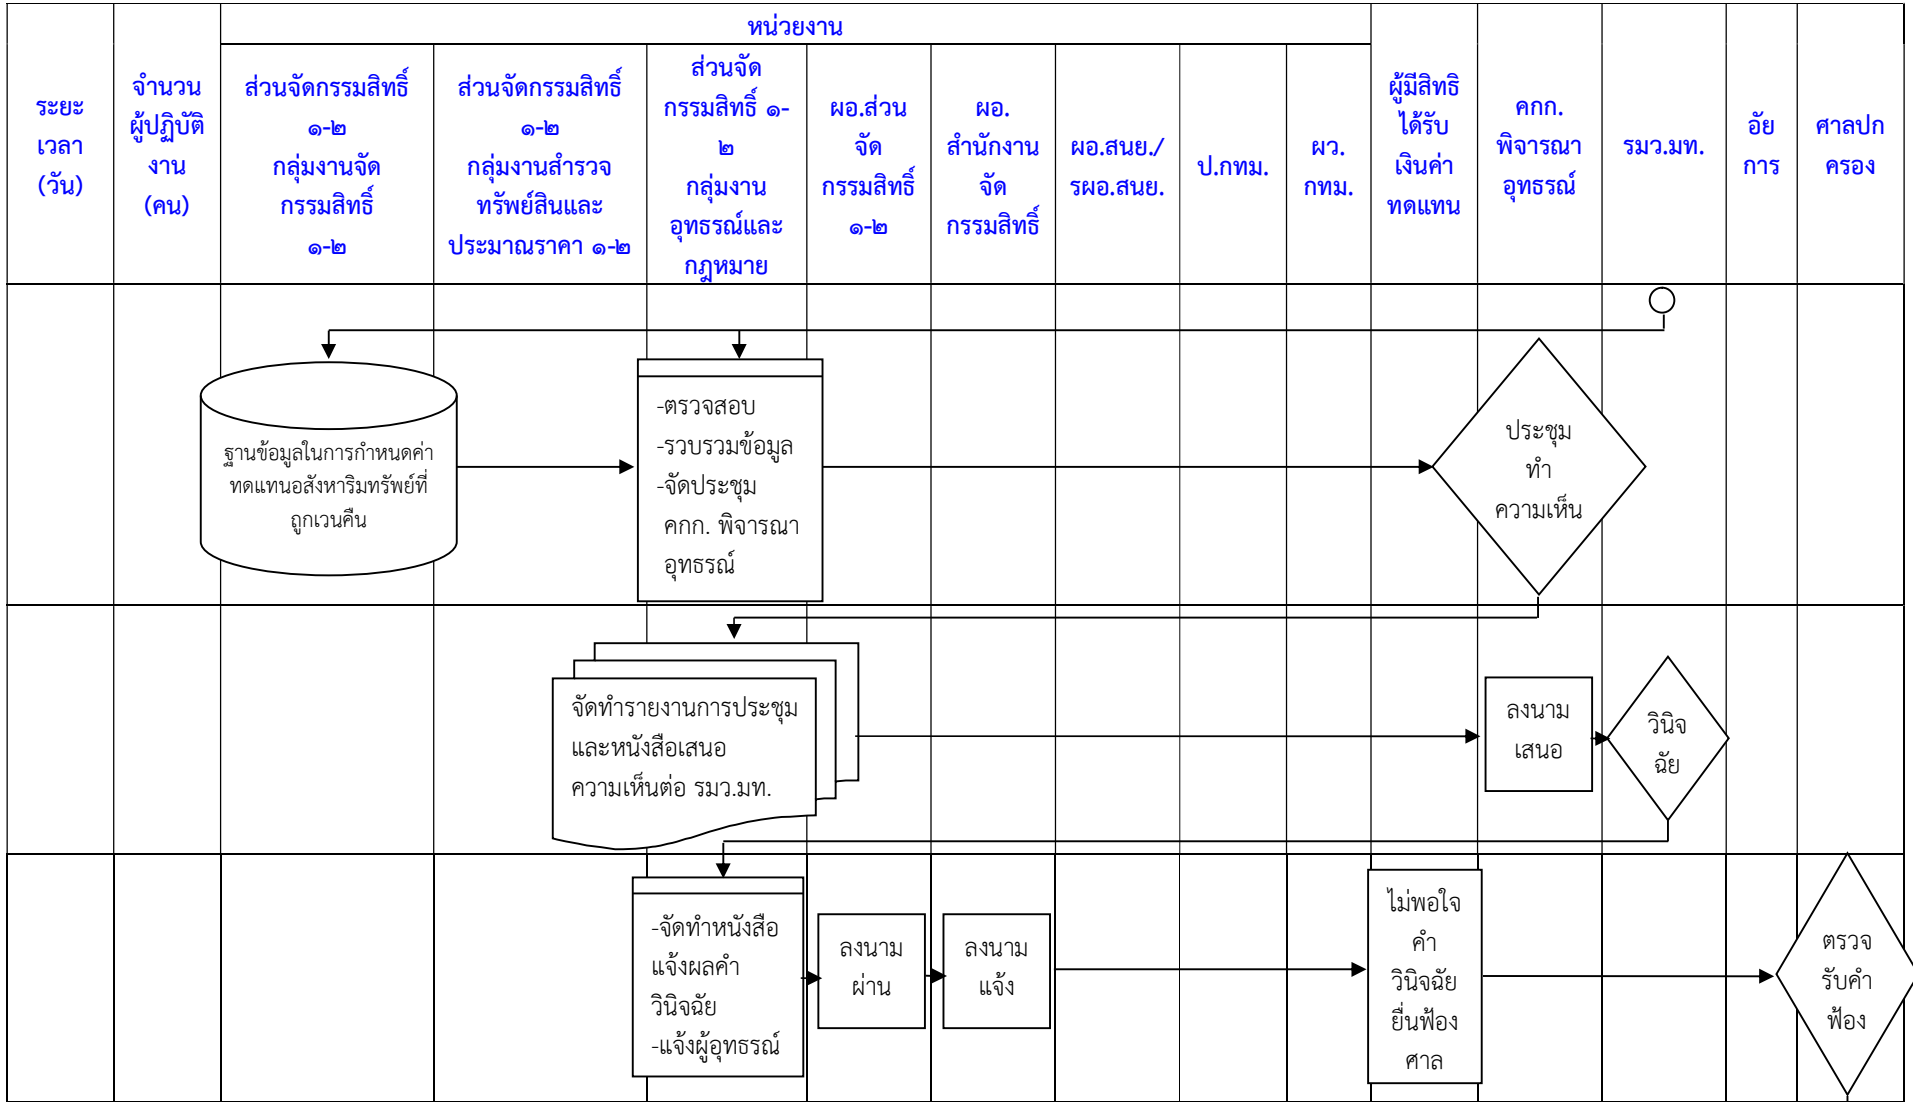 หน่วยงาน
ระยะ
เวลา
(วัน)
จำนวน
ผู้ปฏิบัติ
งาน
(คน)
ส่วนจัดกรรมสิทธิ์
๑-๒
กลุ่มงานจัด
กรรมสิทธิ์
๑-๒
ส่วนจัดกรรมสิทธิ์
๑-๒
กลุ่มงานสำรวจ
ทรัพย์สินและ
ประมาณราคา ๑-๒
ส่วนจัด
กรรมสิทธิ์ ๑-
๒
กลุ่มงาน
อุทธรณ์และ
กฎหมาย
ผอ.ส่วน
จัด
กรรมสิทธิ์
๑-๒
ผอ.
สำนักงาน
จัด
กรรมสิทธิ์
ผอ.สนย./
รผอ.สนย.
ป.กทม.
ผว.
กทม.
ผู้มีสิทธิ
ได้รับ
เงินค่า
ทดแทน
คกก.
พิจารณา
อุทธรณ์
รมว.มท.
อัย
การ
ศาลปก
ครอง
ฐานข้อมูลในการกำหนดค่า
ทดแทนอสังหาริมทรัพย์ที่
ถูกเวนคืน
-ตรวจสอบ
-รวบรวมข้อมูล
-จัดประชุม
คกก. พิจารณา
อุทธรณ์
ประชุม
ทำ
ความเห็น
จัดทำรายงานการประชุม
และหนังสือเสนอ
ความเห็นต่อ รมว.มท.
ลงนาม
เสนอ
วินิจ
ฉัย
-จัดทำหนังสือ
แจ้งผลคำ
วินิจฉัย
-แจ้งผู้อุทธรณ์
ลงนาม
ผ่าน
ลงนาม
แจ้ง
ไม่พอใจ
คำ
วินิจฉัย
ยื่นฟ้อง
ศาล
ตรวจ
รับคำ
ฟ้อง